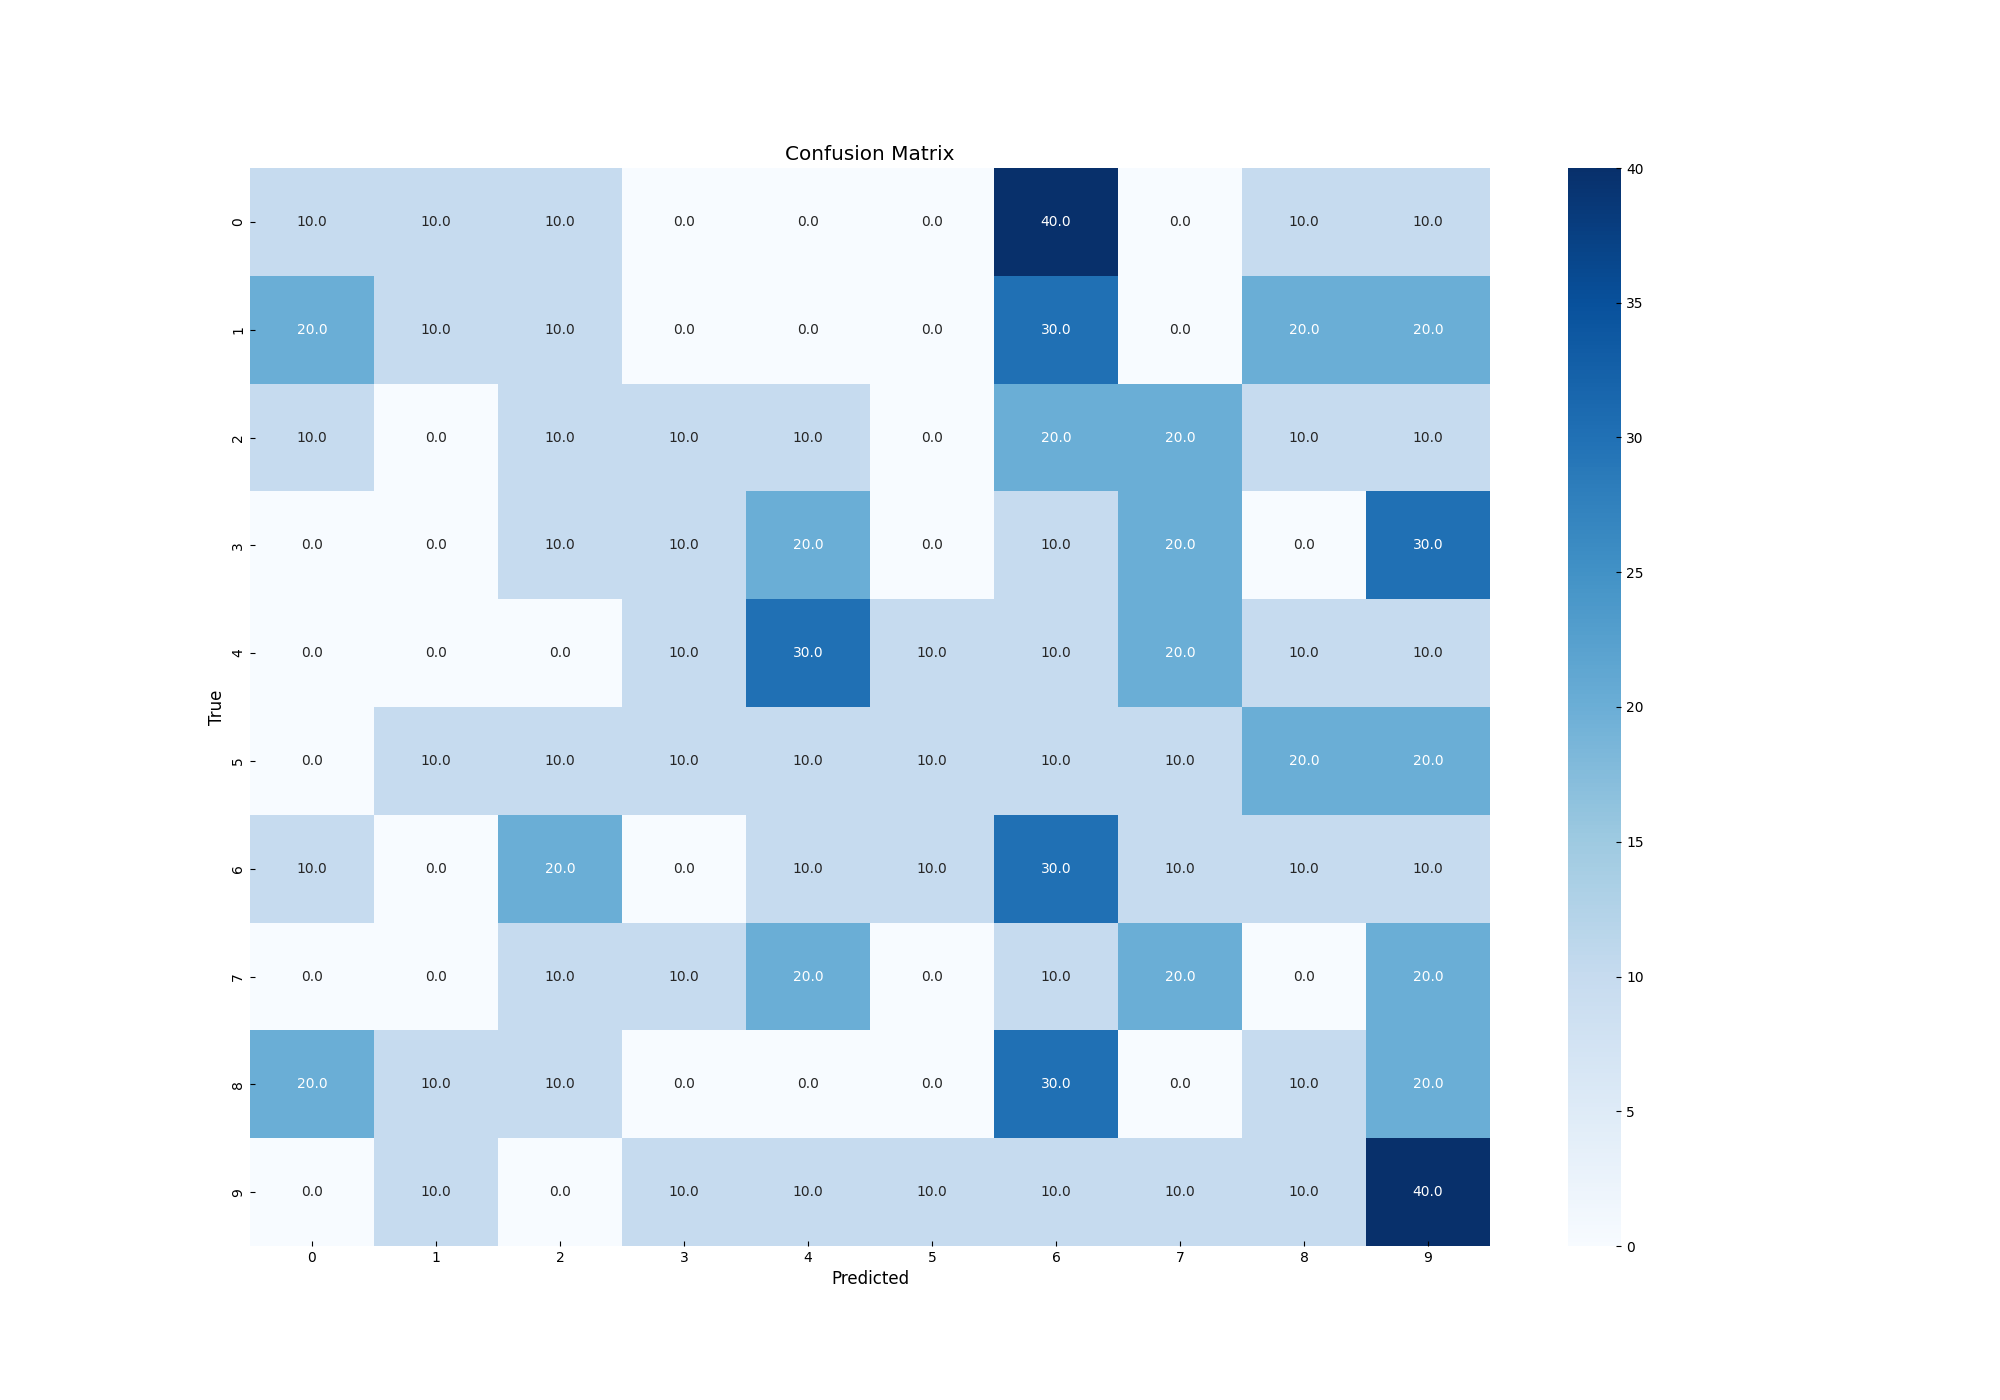 Confusion Matrix
0 10.0 10.0 10.0 0.0 0.0 0.0 40.0 0.0 10.0 10.0
1 20.0 10.0 10.0 0.0 0.0 0.0 30.0 0.0 20.0 20.0
2 10.0 0.0 10.0 10.0 10.0 0.0 20.0 20.0 10.0 10.0
3 0.0 0.0 10.0 10.0 20.0 0.0 10.0 20.0 0.0 30.0
4 0.0 0.0 0.0 10.0 30.0 10.0 10.0 20.0 10.0 10.0
5 0.0 10.0 10.0 10.0 10.0 10.0 10.0 10.0 20.0 20.0
6 10.0 0.0 20.0 0.0 10.0 10.0 30.0 10.0 10.0 10.0
7 0.0 0.0 10.0 10.0 20.0 0.0 10.0 20.0 0.0 20.0
8 20.0 10.0 10.0 0.0 0.0 0.0 30.0 0.0 10.0 20.0
9 0.0 10.0 0.0 10.0 10.0 10.0 10.0 10.0 10.0 40.0
0 1 2 3 4 5 6 7 8 9
Predicted
True
40
35
30
25
20
15
10
5
0